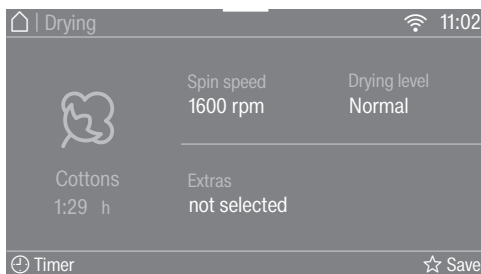 | Drying
11:02
Spin speed
1600 rpm
Drying level
Normal
Cottons
1:29 h
Extras
not selected
Timer
Save